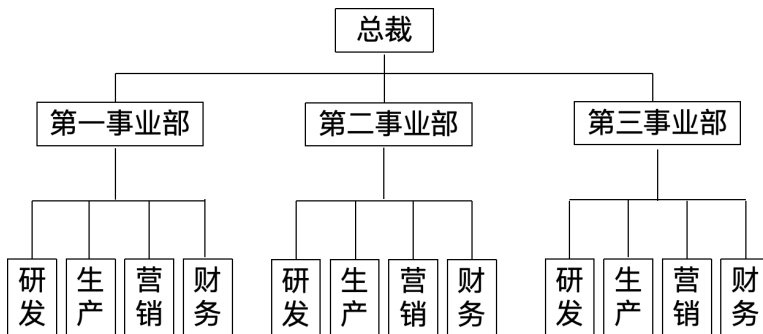 总裁
第一事业部
第二事业部
第三事业部
研发
生产
营销
财务
研发
生产
营销
财务
研发
生产
营销
财务